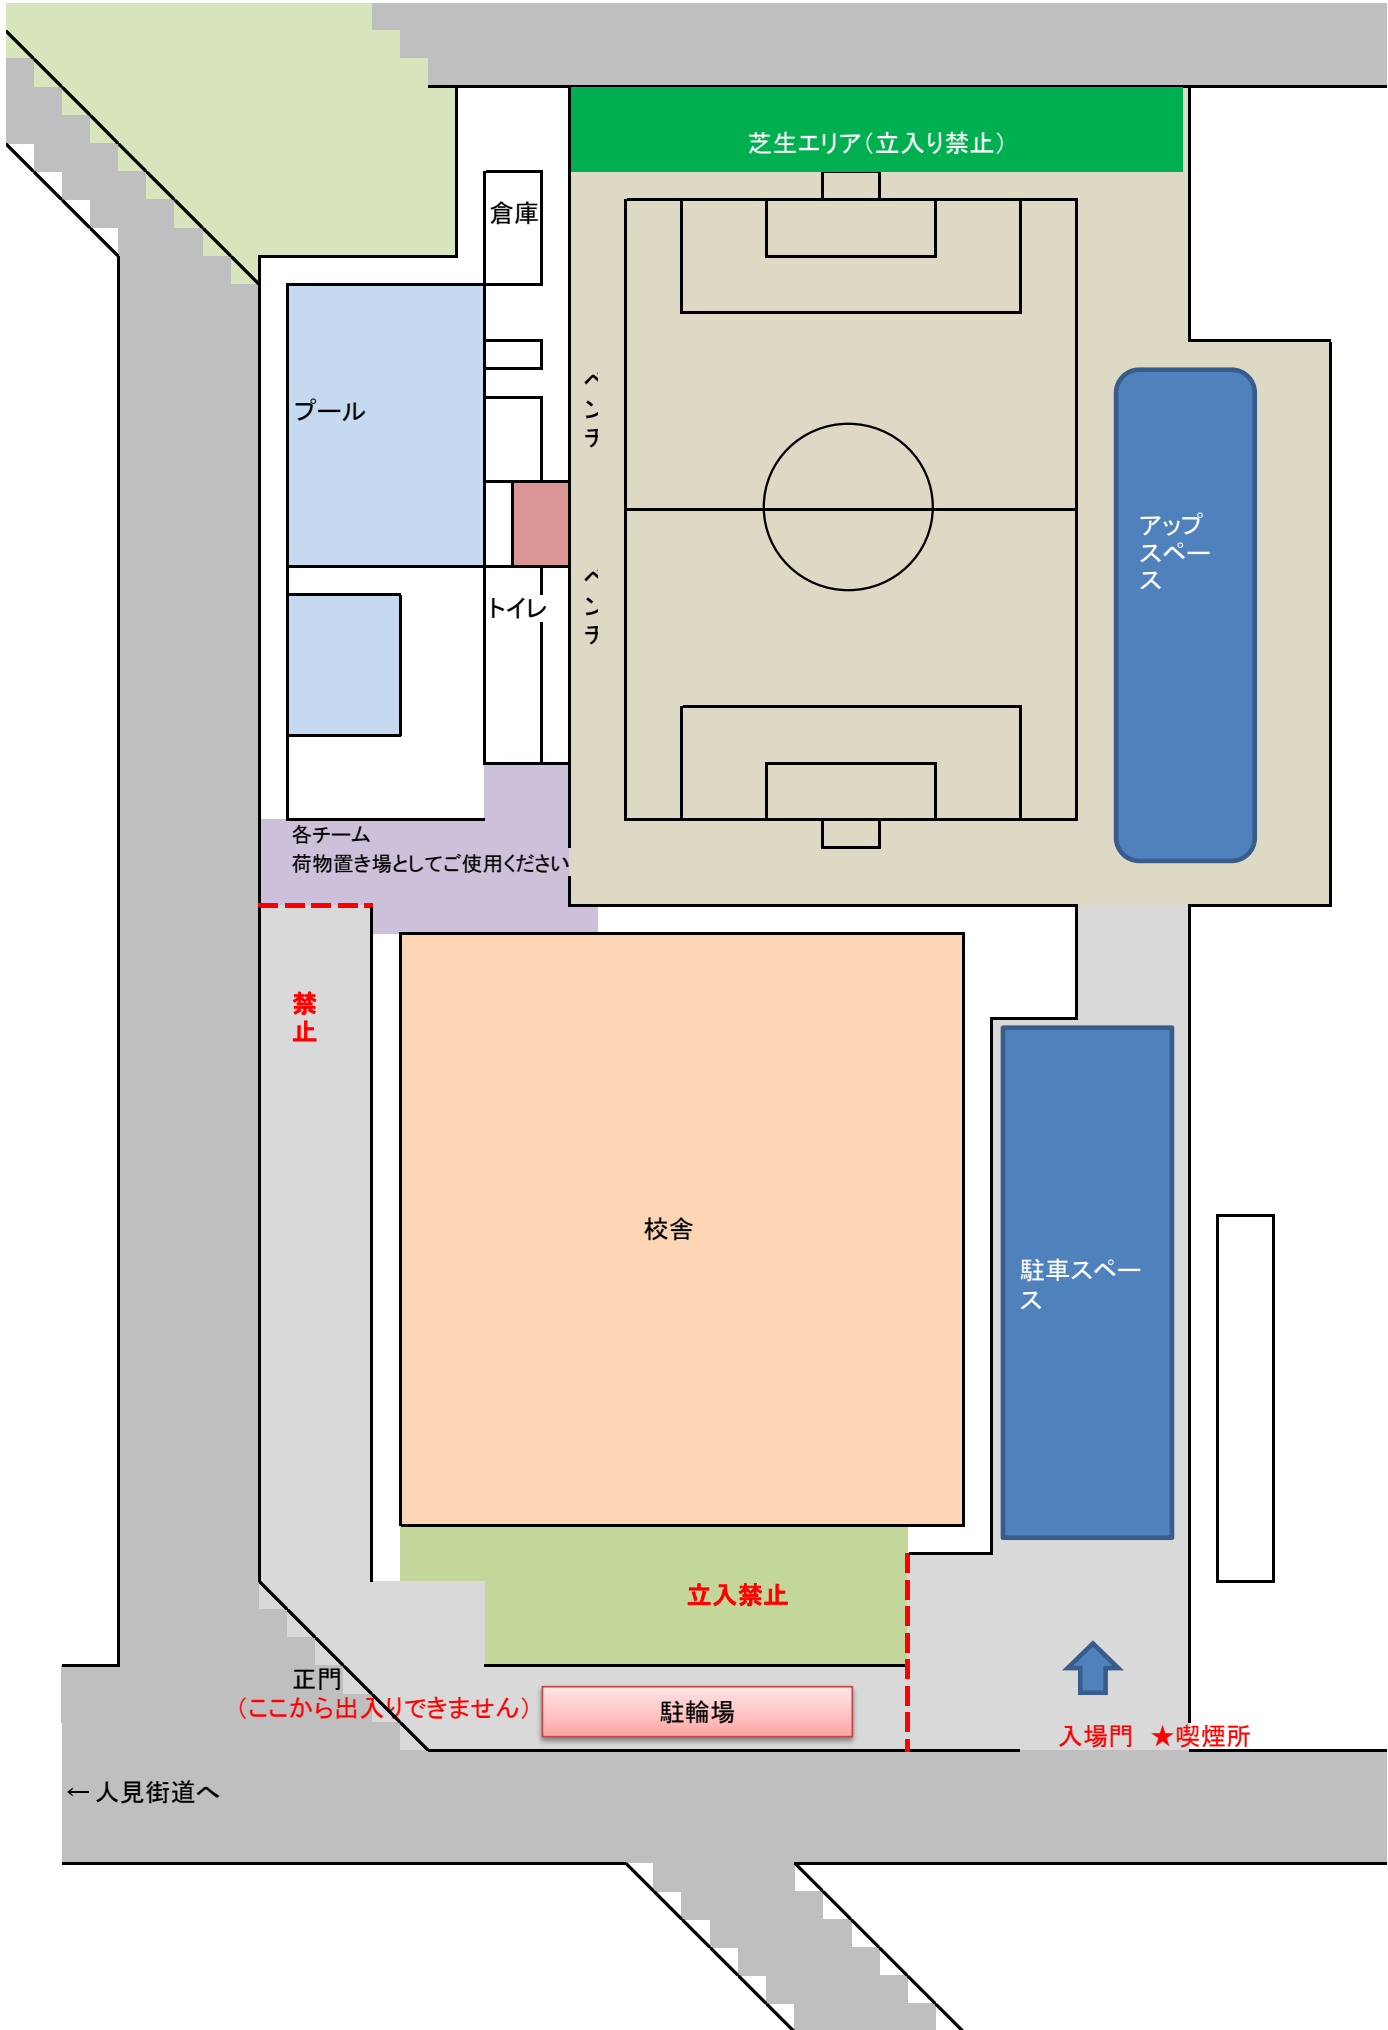 芝生エリア（立入り禁止）
倉庫
ベンチ
プール
アップ
スペー
ス
ベンチ
トイレ
各チーム
荷物置き場としてご使用ください
禁
止
校舎
駐車スペー
ス
立入禁止
正門
（ここから出入りできません）
駐輪場
入場門　★喫煙所
←人見街道へ